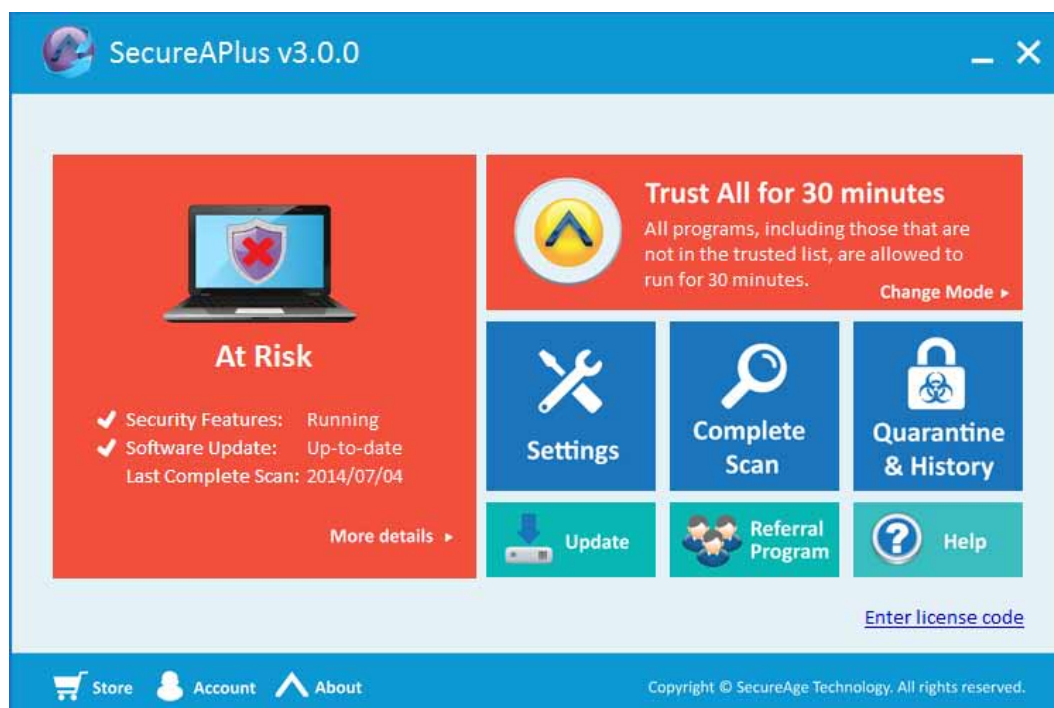 SecureAPlus v3.0.0
At Risk
Security Features: Running
Software Update: Up-to-date
Last Complete Scan: 2014/07/04
More details
Trust All for 30 minutes
All programs, including those that are
not in the trusted list, are allowed to
run for 30 minutes.
Change Mode
Settings
Complete
Scan
Quarantine
& History
Update
Referral
Program
Help
Enter license code
Store
Account
About
Copyright © SecureAge Technology. All rights reserved.